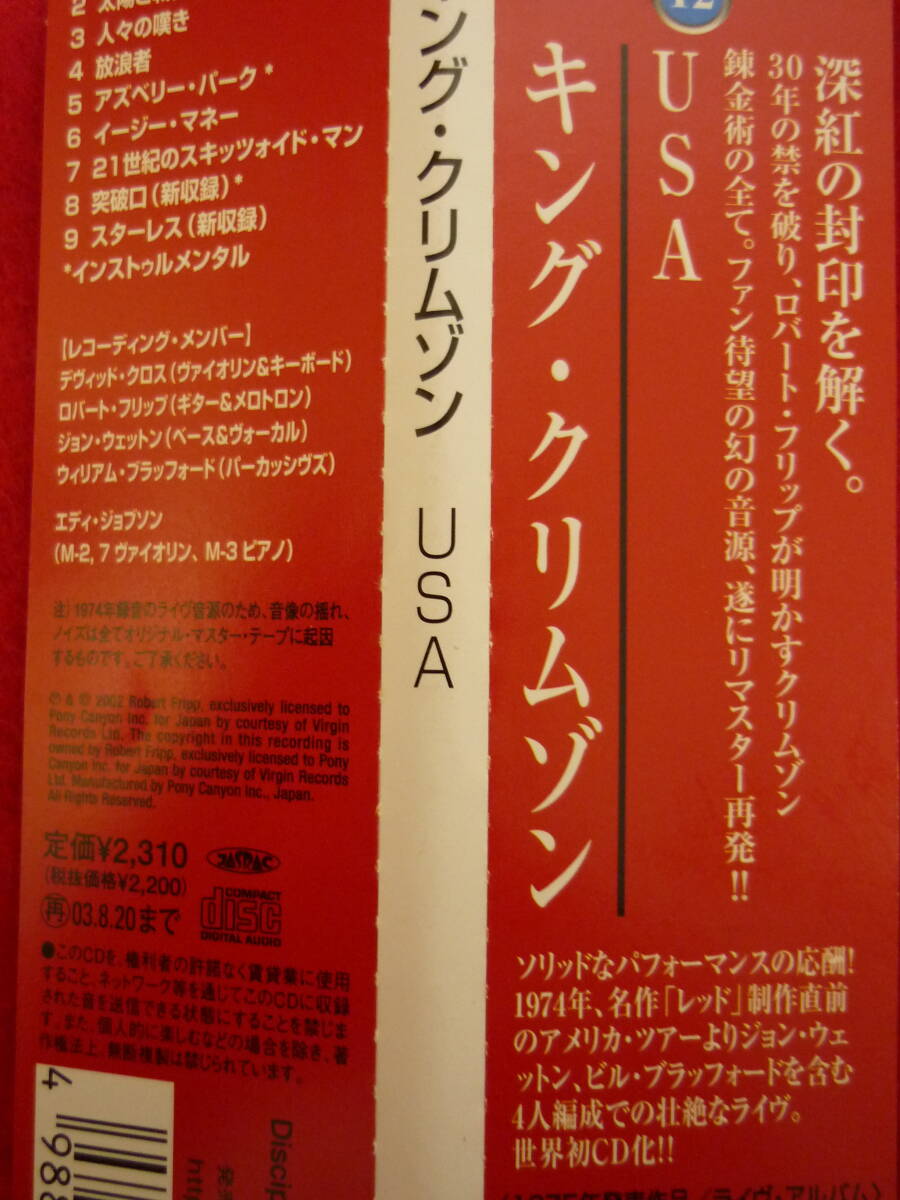 3 人々の嘆き
4 放浪者
5 アズベリー・パーク*
6 イージー・マネー
7 21世紀のスキッツォイド・マン
8 突破口（新収録）*
9 スターレス（新収録）
*インストゥルメンタル
［レコーディング・メンバー］
デヴィッド・クロス（ヴァイオリン&キーボード）
ロバート・フリップ（ギター&メロトロン）
ジョン・ウェットン（ベース&ヴォーカル）
ウィリアム・ブラッフォード（パーカッシヴズ）
エディ・ジョブソン
（M-2, 7 ヴァイオリン、M-3 ピアノ）
注）1974年録音のライヴ音源のため、音像の揺れ、
ノイズは全てオリジナル・マスター・テープに起因
するものです。ご了承ください。
℗ & © 2002 Robert Fripp, exclusively licensed to
Pony Canyon Inc. for Japan by courtesy of Virgin
Records Ltd. The copyright in this recording is
owned by Robert Fripp, exclusively licensed to Pony
Canyon Inc. for Japan by courtesy of Virgin Records
Ltd. Manufactured by Pony Canyon Inc., Japan.
All Rights Reserved.
定価¥2,310
（税抜価格¥2,200）
再03.8.20まで
JASRAC
COMPACT
disc
DIGITAL AUDIO
●このCDを、権利者の許諾なく賃貸業に使用
すること、ネットワーク等を通じてこのCDに収録
された音を送信できる状態にすることを禁じま
す。また、個人的に楽しむなどの場合を除き、著
作権法上、無断複製は禁じられています。
4 988
Discip
ング・クリムゾン USA
12
深紅の封印を解く。
30年の禁を破り、ロバート・フリップが明かすクリムゾン
錬金術の全て。ファン待望の幻の音源、遂にリマスター再発!!
USA
キング・クリムゾン
ソリッドなパフォーマンスの応酬!
1974年、名作「レッド」制作直前
のアメリカ・ツアーよりジョン・ウェ
ットン、ビル・ブラッフォードを含む
4人編成での壮絶なライヴ。
世界初CD化!!
（1975年発表作品／ライヴ・アルバム）